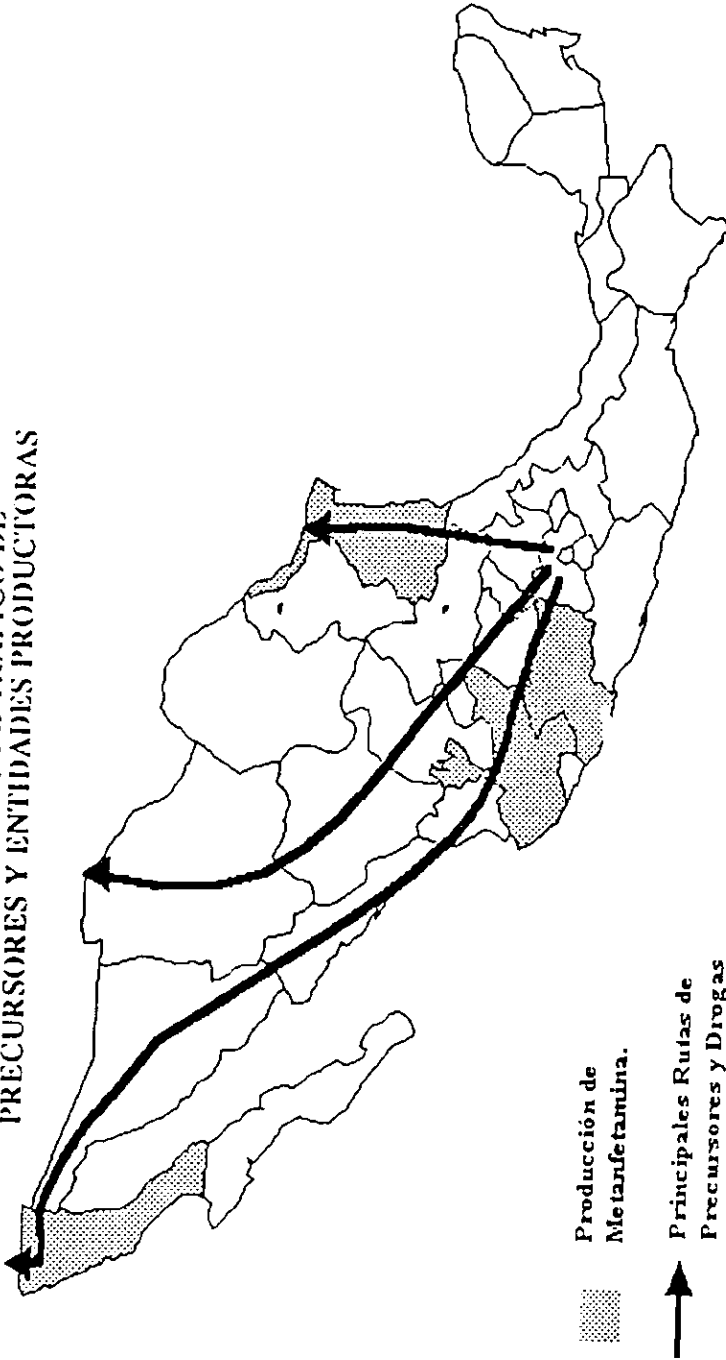 PRECURSORES Y ENTIDADES PRODUCTORAS
Producción de
Metanfetamina.
Principales Rutas de
Precursores y Drogas